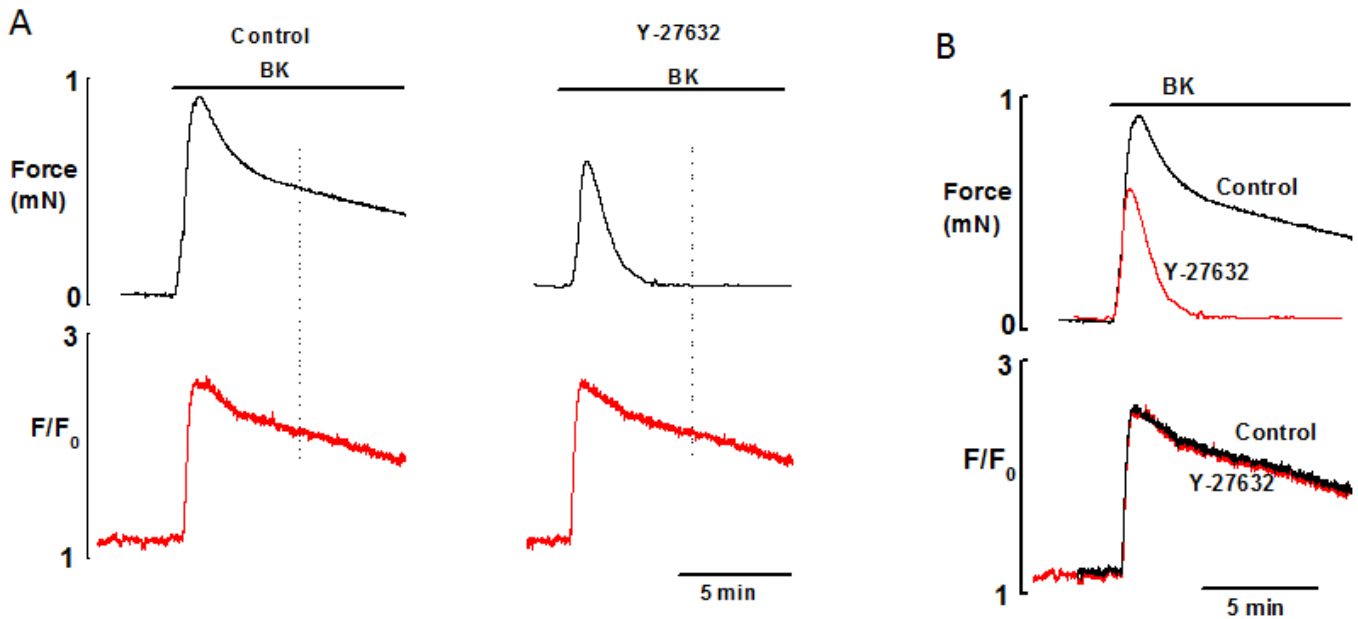 A
Control
BK
1
Force
(mN)
0
3
F/F0
1
Y-27632
BK
5 min
B
BK
1
Force
(mN)
0
Control
Y-27632
3
F/F0
1
Control
Y-27632
5 min